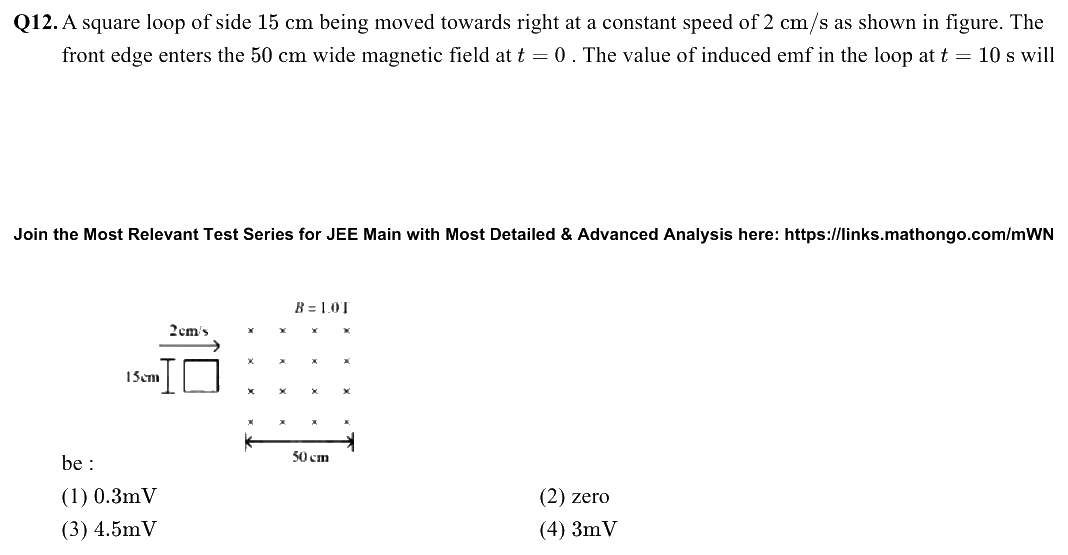 Q12. A square loop of side 15 cm being moved towards right at a constant speed of 2 cm/s as shown in figure. The
front edge enters the 50 cm wide magnetic field at t = 0 . The value of induced emf in the loop at t = 10 s will
Join the Most Relevant Test Series for JEE Main with Most Detailed & Advanced Analysis here: https://links.mathongo.com/mWN
B = 1.0 T
2cm/s
15cm
50 cm
be :
(1) 0.3mV
(2) zero
(3) 4.5mV
(4) 3mV